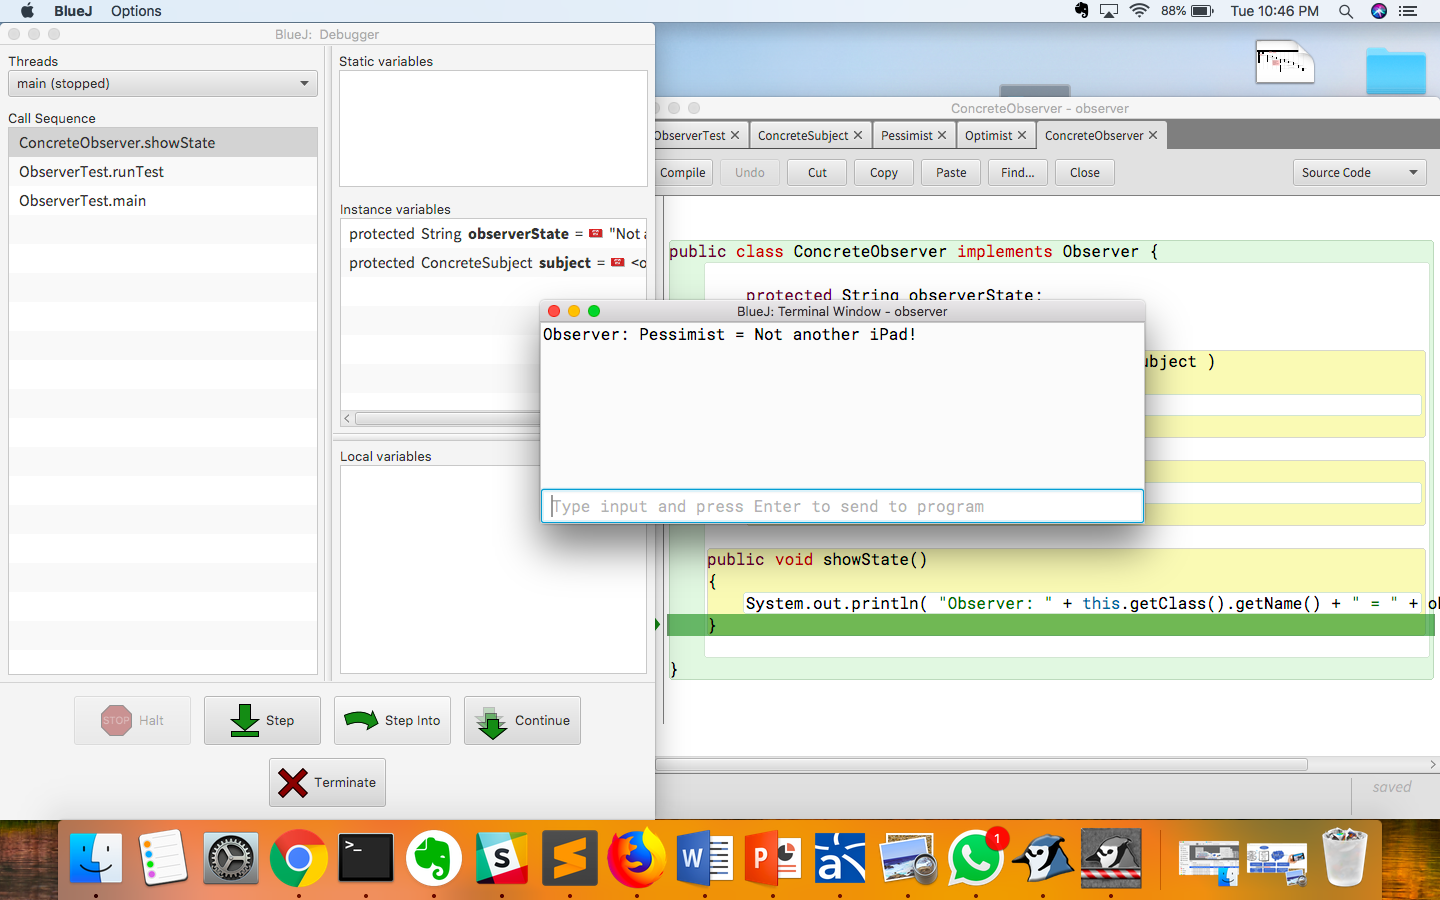 BlueJ Options
88% Tue 10:46 PM
BlueJ: Debugger
Threads
main (stopped)
Call Sequence
ConcreteObserver.showState
ObserverTest.runTest
ObserverTest.main
Static variables
Instance variables
protected String observerState = "Not a
protected ConcreteSubject subject = <o
Local variables
STOP Halt
Step
Step Into
Continue
Terminate
ConcreteObserver - observer
ObserverTest ConcreteSubject Pessimist Optimist ConcreteObserver
Compile Undo Cut Copy Paste Find... Close Source Code
public class ConcreteObserver implements Observer {
protected String observerState;
ubject )
public void showState()
{
System.out.println( "Observer: " + this.getClass().getName() + " = " + ob
}
}
saved
BlueJ: Terminal Window - observer
Observer: Pessimist = Not another iPad!
Type input and press Enter to send to program
>_
S
S
W
P
a
1